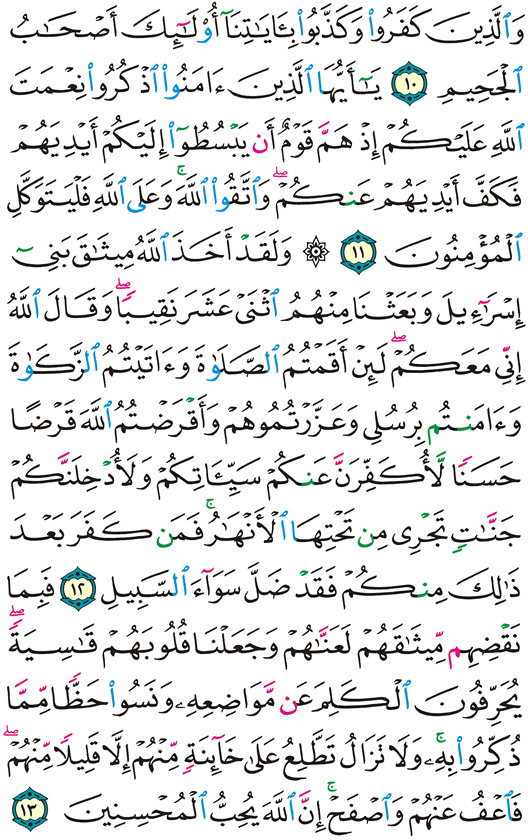 وَٱلَّذِينَ كَفَرُوا۟ وَكَذَّبُوا۟ بِـَٔايَـٰتِنَآ أُو۟لَـٰٓئِكَ أَصْحَـٰبُ
ٱلْجَحِيمِ ١٠ يَـٰٓأَيُّهَا ٱلَّذِينَ ءَامَنُوا۟ ٱذْكُرُوا۟ نِعْمَتَ
ٱللَّهِ عَلَيْكُمْ إِذْ هَمَّ قَوْمٌ أَن يَبْسُطُوٓا۟ إِلَيْكُمْ أَيْدِيَهُمْ
فَكَفَّ أَيْدِيَهُمْ عَنكُمْ ۖ وَٱتَّقُوا۟ ٱللَّهَ ۚ وَعَلَى ٱللَّهِ فَلْيَتَوَكَّلِ
ٱلْمُؤْمِنُونَ ١١ ۞ وَلَقَدْ أَخَذَ ٱللَّهُ مِيثَـٰقَ بَنِىٓ
إِسْرَٰٓءِيلَ وَبَعَثْنَا مِنْهُمُ ٱثْنَىْ عَشَرَ نَقِيبًا ۖ وَقَالَ ٱللَّهُ
إِنِّى مَعَكُمْ ۖ لَئِنْ أَقَمْتُمُ ٱلصَّلَوٰةَ وَءَاتَيْتُمُ ٱلزَّكَوٰةَ
وَءَامَنتُم بِرُسُلِى وَعَزَّرْتُمُوهُمْ وَأَقْرَضْتُمُ ٱللَّهَ قَرْضًا
حَسَنًا لَّأُكَفِّرَنَّ عَنكُمْ سَيِّـَٔاتِكُمْ وَلَأُدْخِلَنَّكُمْ
جَنَّـٰتٍ تَجْرِى مِن تَحْتِهَا ٱلْأَنْهَـٰرُ ۚ فَمَن كَفَرَ بَعْدَ
ذَٰلِكَ مِنكُمْ فَقَدْ ضَلَّ سَوَآءَ ٱلسَّبِيلِ ١٢ فَبِمَا
نَقْضِهِم مِّيثَـٰقَهُمْ لَعَنَّـٰهُمْ وَجَعَلْنَا قُلُوبَهُمْ قَـٰسِيَةً ۖ
يُحَرِّفُونَ ٱلْكَلِمَ عَن مَّوَاضِعِهِۦ وَنَسُوا۟ حَظًّا مِّمَّا
ذُكِّرُوا۟ بِهِۦ ۚ وَلَا تَزَالُ تَطَّلِعُ عَلَىٰ خَآئِنَةٍ مِّنْهُمْ إِلَّا قَلِيلًا مِّنْهُمْ ۖ
فَٱعْفُ عَنْهُمْ وَٱصْفَحْ ۚ إِنَّ ٱللَّهَ يُحِبُّ ٱلْمُحْسِنِينَ ١٣